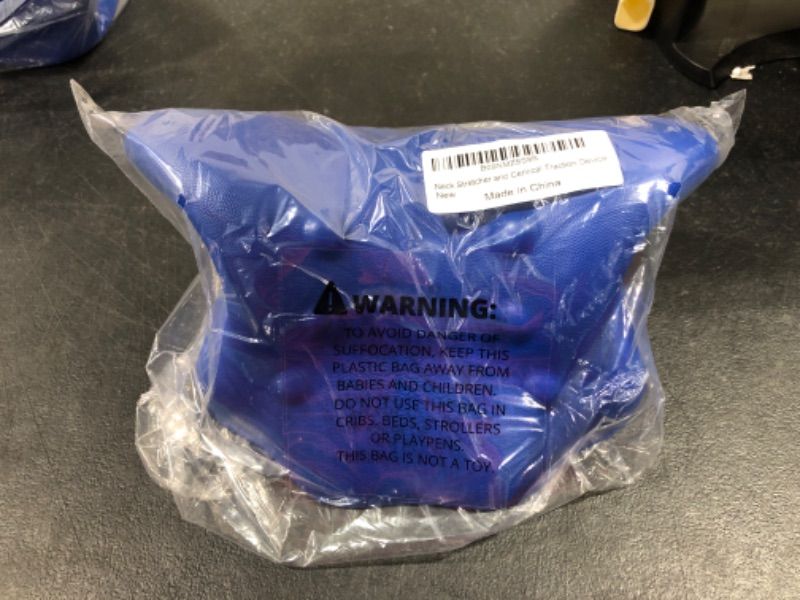 Neck Stretcher and Cervical Traction Device
New
Made in China
WARNING:
TO AVOID DANGER OF
SUFFOCATION, KEEP THIS
PLASTIC BAG AWAY FROM
BABIES AND CHILDREN.
DO NOT USE THIS BAG IN
CRIBS. BEDS, STROLLERS
OR PLAYPENS.
THIS BAG IS NOT A TOY.